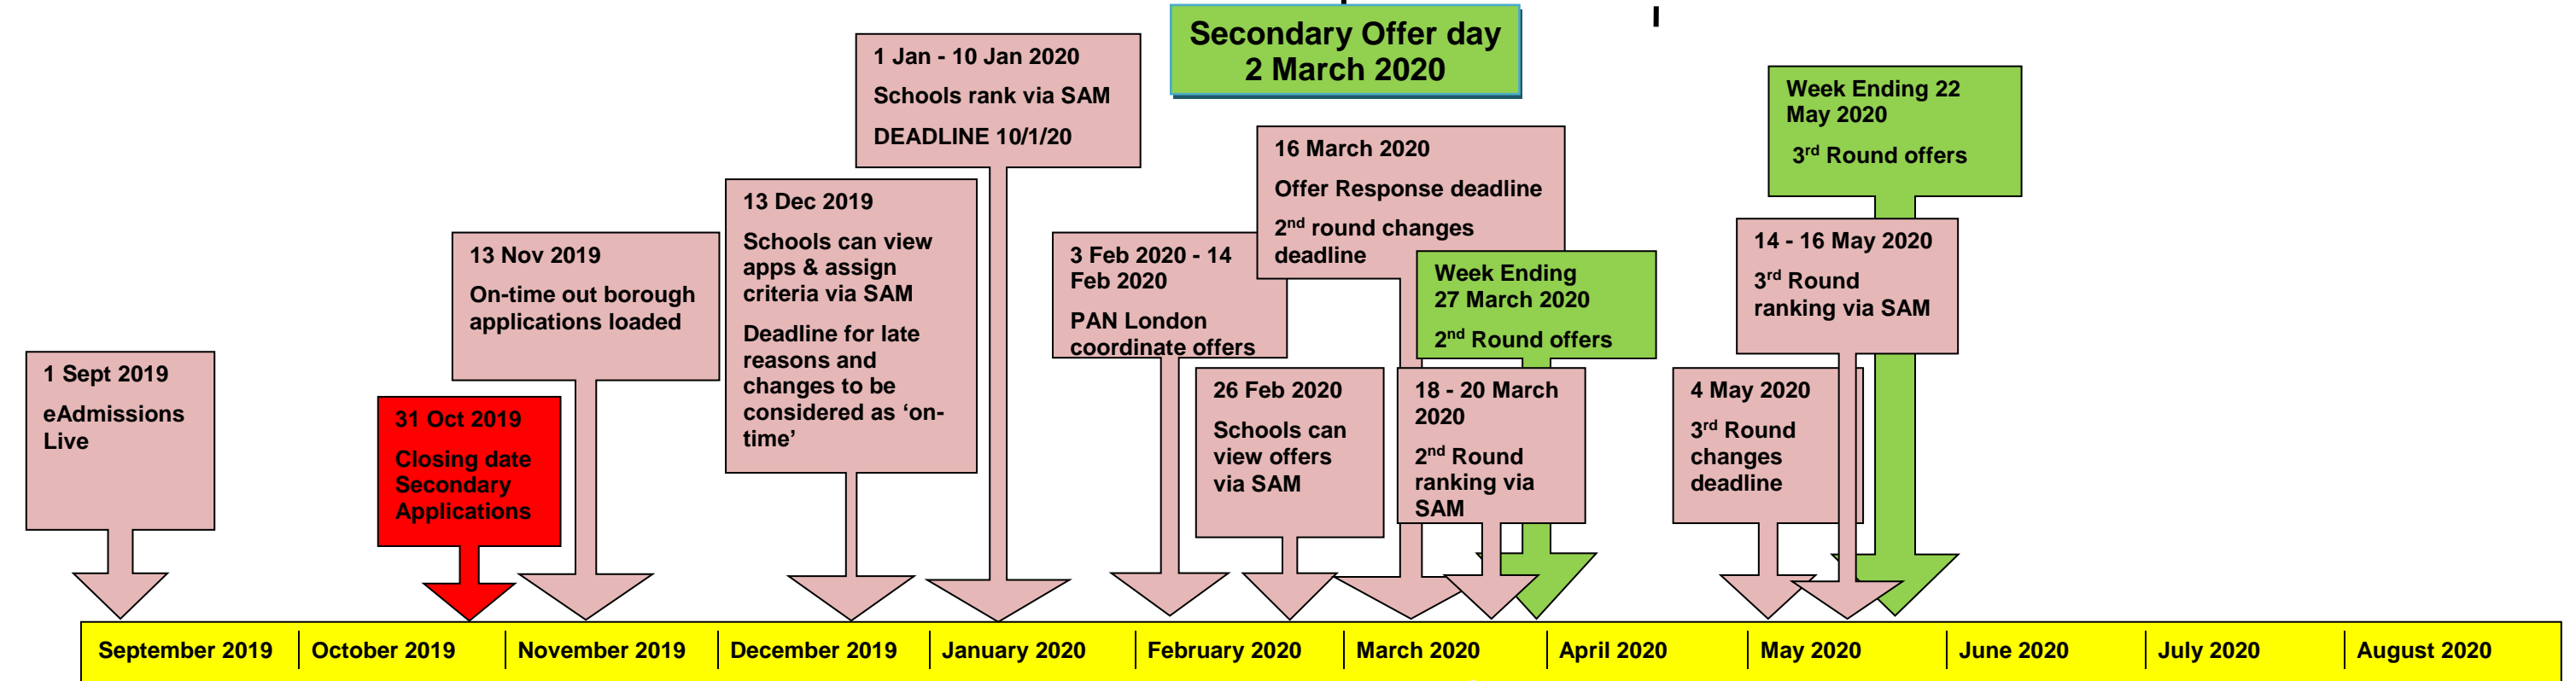 Secondary Offer day
2 March 2020
1 Jan - 10 Jan 2020
Schools rank via SAM
DEADLINE 10/1/20
Week Ending 22
May 2020
3rd Round offers
16 March 2020
Offer Response deadline
2nd round changes
deadline
13 Dec 2019
Schools can view
apps & assign
criteria via SAM
Deadline for late
reasons and
changes to be
considered as ‘on-
time’
13 Nov 2019
On-time out borough
applications loaded
3 Feb 2020 - 14
Feb 2020
PAN London
coordinate offers
Week Ending
27 March 2020
2nd Round offers
14 - 16 May 2020
3rd Round
ranking via SAM
1 Sept 2019
eAdmissions
Live
31 Oct 2019
Closing date
Secondary
Applications
26 Feb 2020
Schools can
view offers
via SAM
18 - 20 March
2020
2nd Round
ranking via
SAM
4 May 2020
3rd Round
changes
deadline
September 2019
October 2019
November 2019
December 2019
January 2020
February 2020
March 2020
April 2020
May 2020
June 2020
July 2020
August 2020